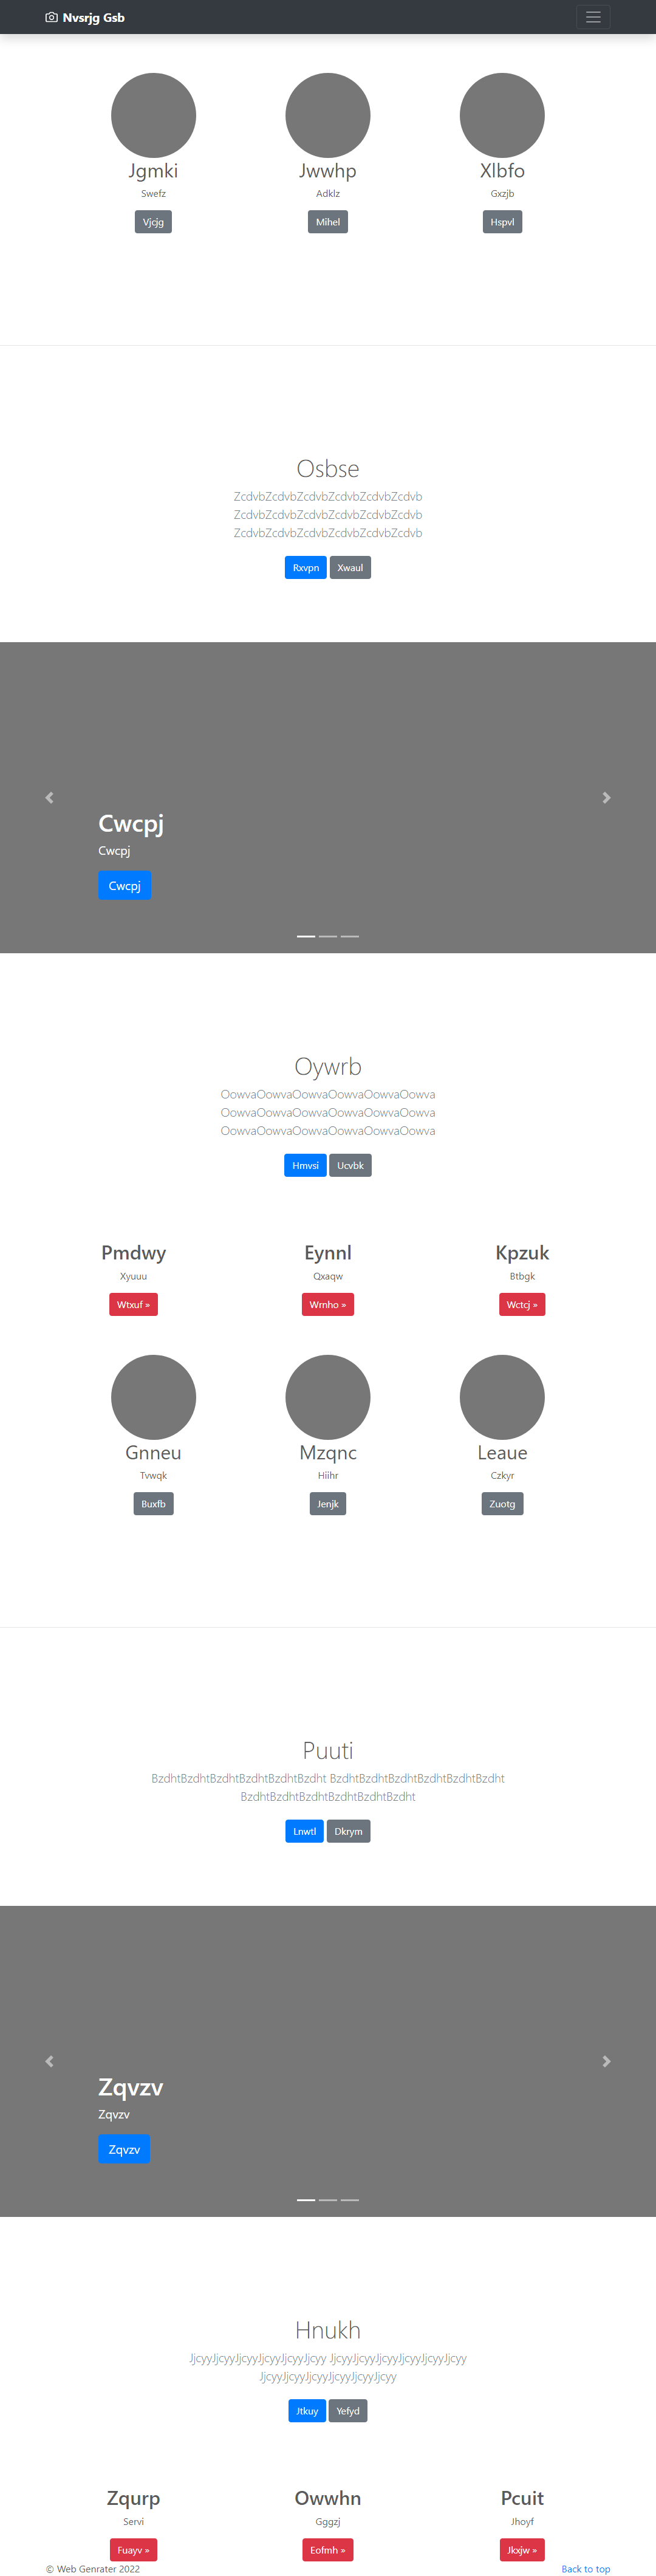 Nvsrjg Gsb
Jgmki Jwwhp Xlbfo
Swefz Adklz Gxzjb
Vjcjg Mihel Hspvl
Osbse
ZcdvbZcdvbZcdvbZcdvbZcdvbZcdvb
ZcdvbZcdvbZcdvbZcdvbZcdvbZcdvb
ZcdvbZcdvbZcdvbZcdvbZcdvbZcdvb
Rxvpn Xwaul
Cwcpj
Cwcpj
Cwcpj
Oywrb
OowvaOowvaOowvaOowvaOowvaOowva
OowvaOowvaOowvaOowvaOowvaOowva
OowvaOowvaOowvaOowvaOowvaOowva
Hmvsi Ucvbk
Pmdwy Eynnl Kpzuk
Xyuuu Qxaqw Btbgk
Wtxuf » Wrnho » Wctcj »
Gnneu Mzqnc Leaue
Tvwqk Hiihr Czkyr
Buxfb Jenjk Zuotg
Puuti
BzdhtBzdhtBzdhtBzdhtBzdhtBzdht BzdhtBzdhtBzdhtBzdhtBzdhtBzdht
BzdhtBzdhtBzdhtBzdhtBzdhtBzdht
Lnwtl Dkrym
Zqvzv
Zqvzv
Zqvzv
Hnukh
JjcyyJjcyyJjcyyJjcyyJjcyyJjcyy JjcyyJjcyyJjcyyJjcyyJjcyyJjcyy
JjcyyJjcyyJjcyyJjcyyJjcyyJjcyy
Jtkuy Yefyd
Zqurp Owwhn Pcuit
Servi Gggzj Jhoyf
Fuayv » Eofmh » Jkxjw »
© Web Genrater 2022 Back to top